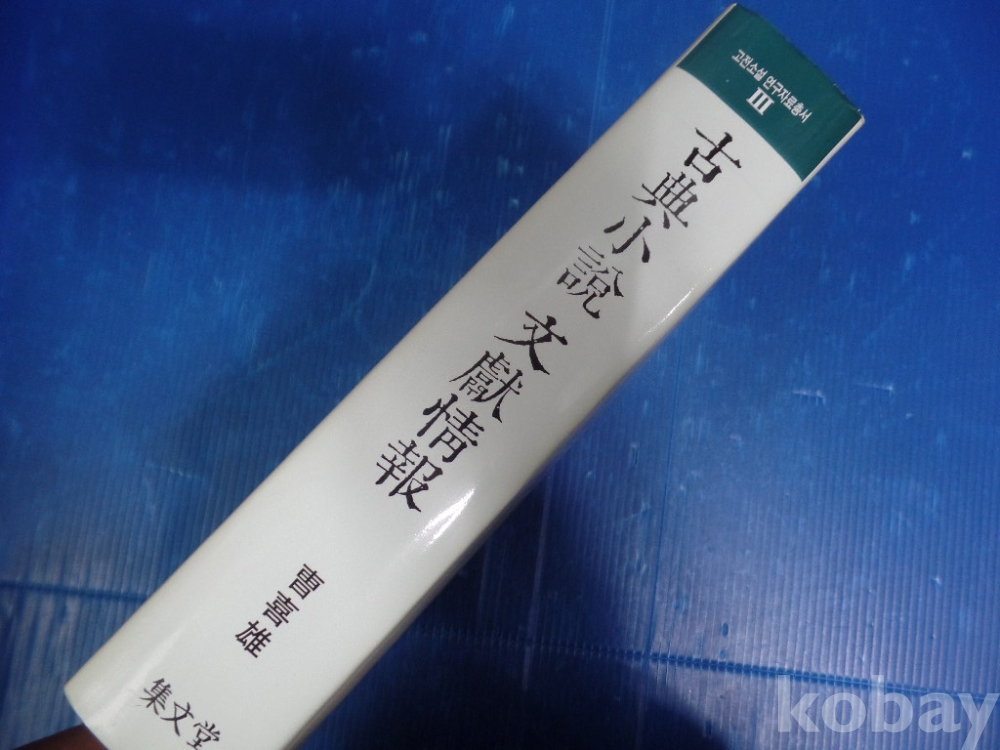 고전소설 연구자료총서
III
古典小說 文獻情報
曺喜雄
集文堂
kobay